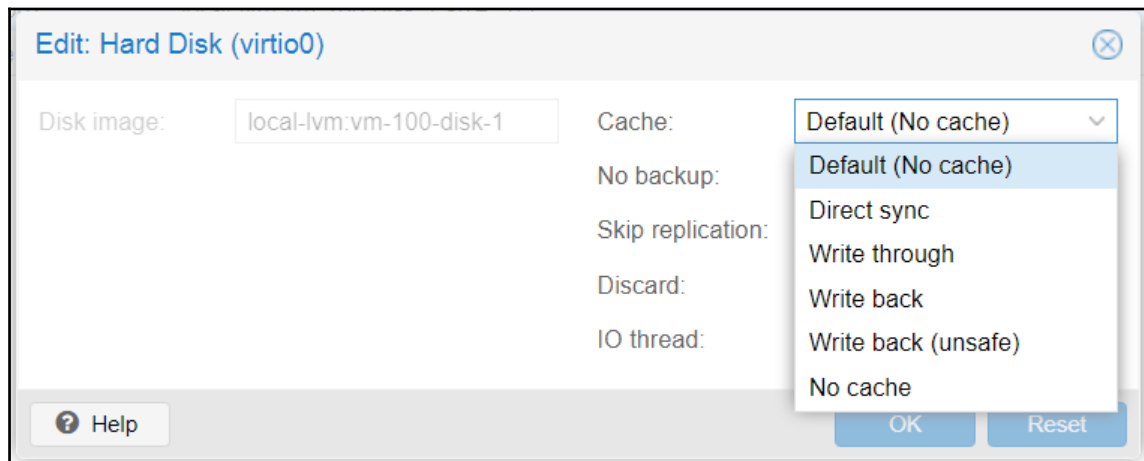 Edit: Hard Disk (virtio0)
Disk image: local-lvm:vm-100-disk-1
Cache: Default (No cache)
Default (No cache)
No backup:
Direct sync
Skip replication:
Write through
Discard:
Write back
IO thread:
Write back (unsafe)
No cache
Help
OK
Reset